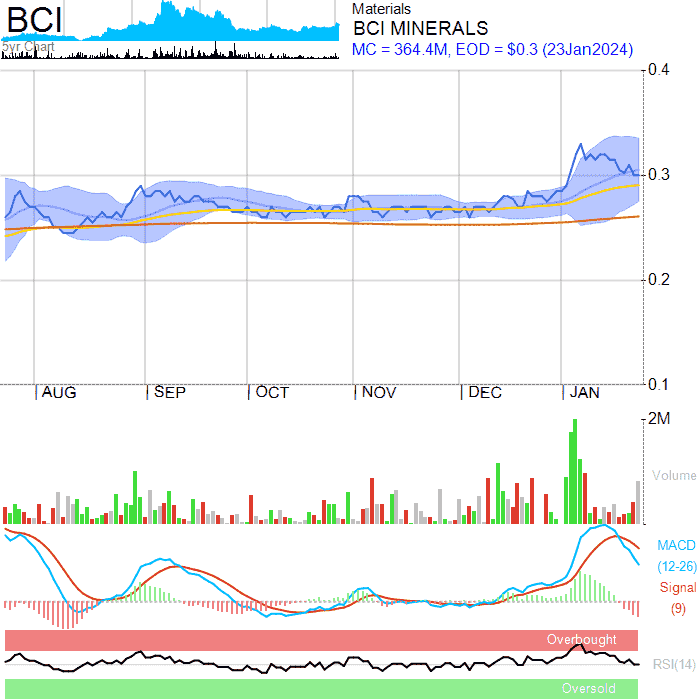 BCI
5yr Chart
Materials
BCI MINERALS
MC = 364.4M, EOD = $0.3 (23Jan2024)
0.4
0.3
0.2
0.1
AUG SEP OCT NOV DEC JAN
2M
Volume
MACD
(12-26)
Signal
(9)
Overbought
RSI(14)
Oversold